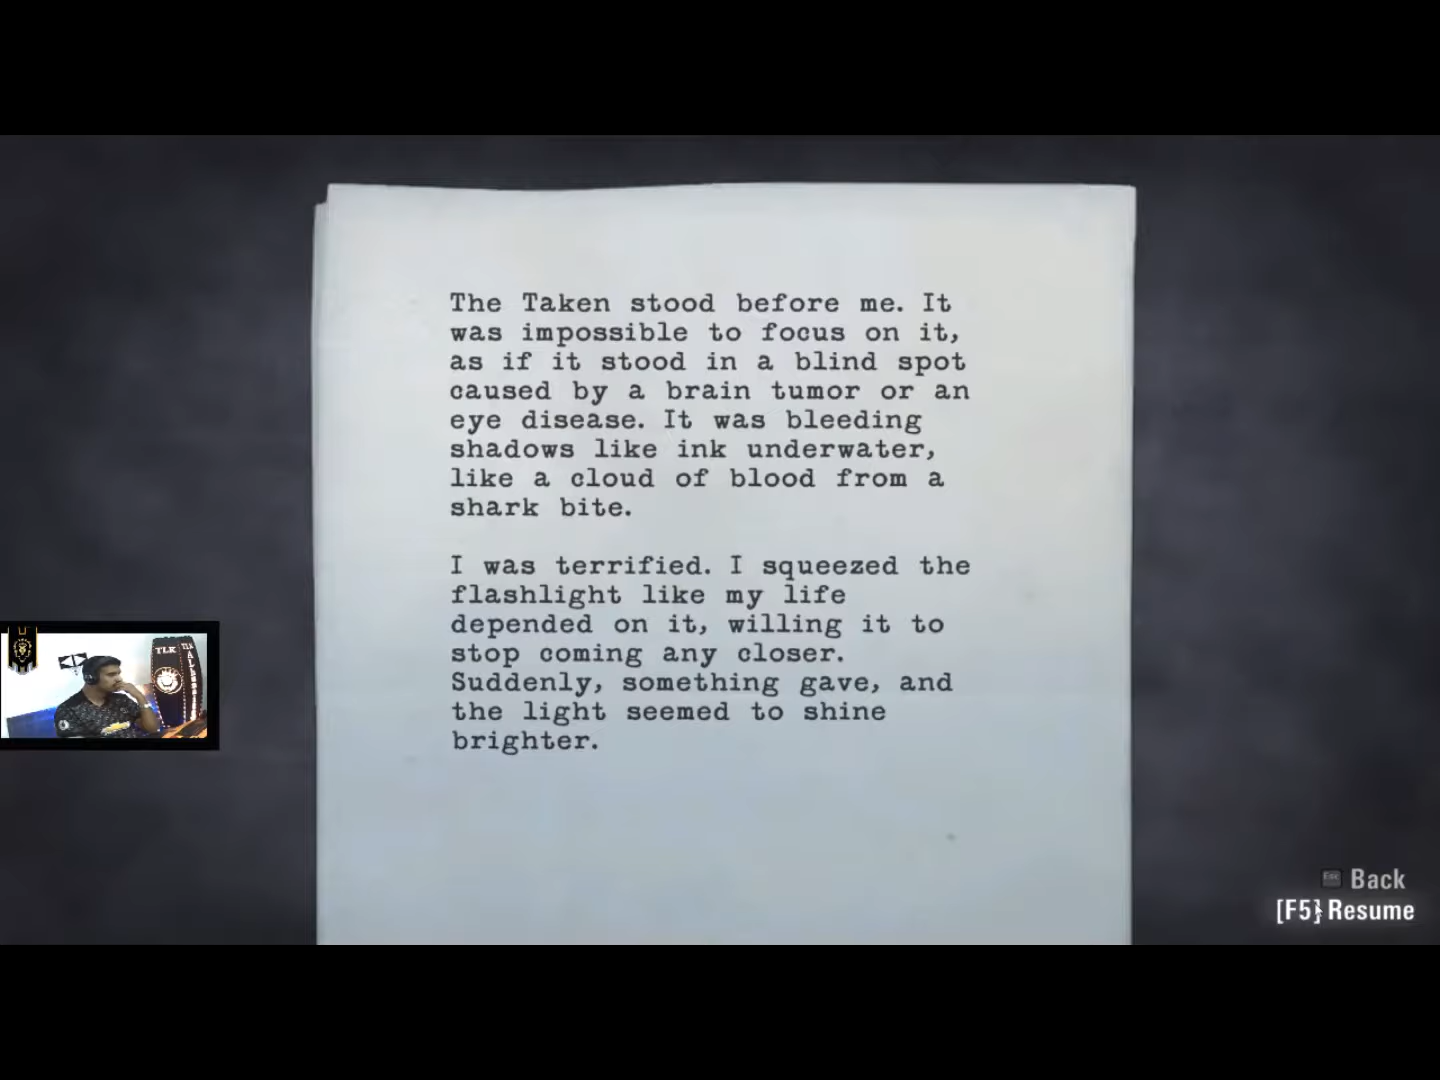 The Taken stood before me. It
was impossible to focus on it,
as if it stood in a blind spot
caused by a brain tumor or an
eye disease. It was bleeding
shadows like ink underwater,
like a cloud of blood from a
shark bite.
I was terrified. I squeezed the
flashlight like my life
depended on it, willing it to
stop coming any closer.
Suddenly, something gave, and
the light seemed to shine
brighter.
TLK
TLK
Esc Back
[F5] Resume